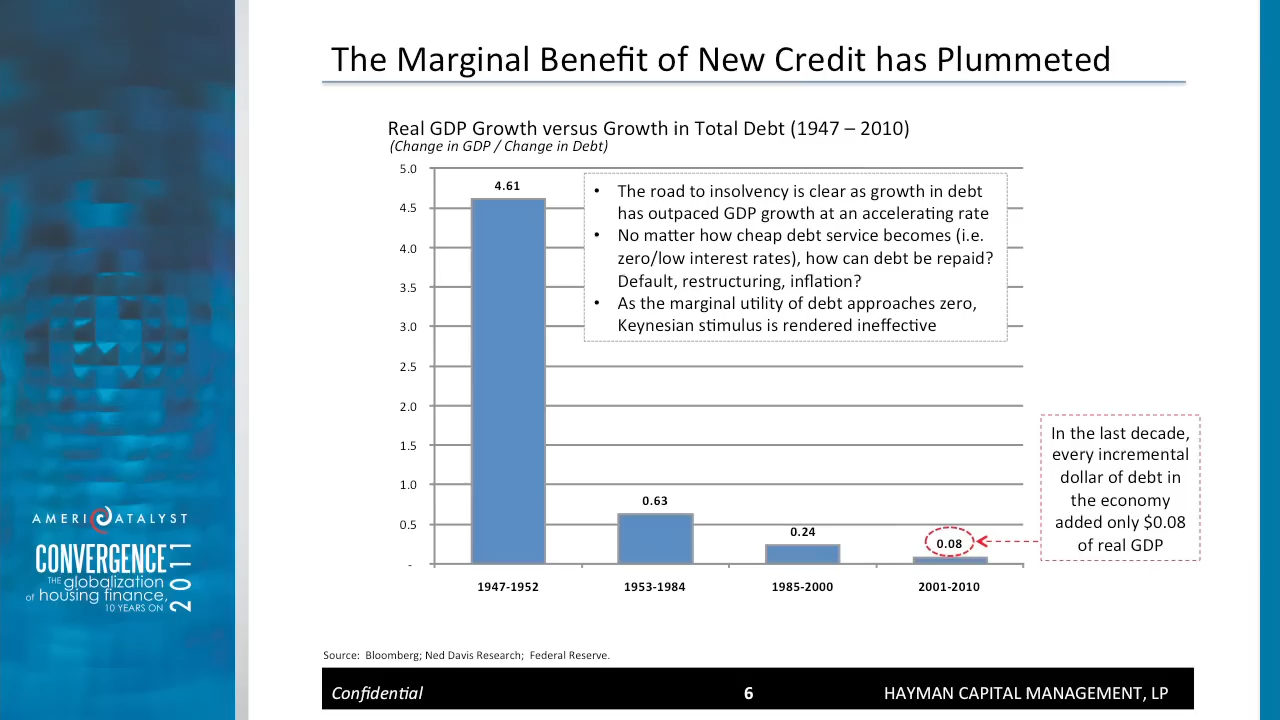 The Marginal Benefit of New Credit has Plummeted
Real GDP Growth versus Growth in Total Debt (1947 – 2010)
(Change in GDP / Change in Debt)
5.0
4.5
4.0
3.5
3.0
2.5
2.0
1.5
1.0
0.5
-
4.61
0.63
0.24
0.08
1947-1952
1953-1984
1985-2000
2001-2010
• The road to insolvency is clear as growth in debt
has outpaced GDP growth at an accelerating rate
• No matter how cheap debt service becomes (i.e.
zero/low interest rates), how can debt be repaid?
Default, restructuring, inflation?
• As the marginal utility of debt approaches zero,
Keynesian stimulus is rendered ineffective
In the last decade,
every incremental
dollar of debt in
the economy
added only $0.08
of real GDP
AMERICATALYST
CONVERGENCE
THE globalization
of housing finance,
10 YEARS ON
2011
Source: Bloomberg; Ned Davis Research; Federal Reserve.
Confidential
6
HAYMAN CAPITAL MANAGEMENT, LP